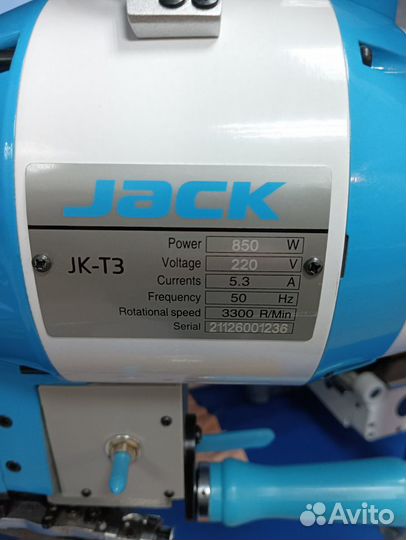 JACK
JK-T3
Power 850 W
Voltage 220 V
Currents 5.3 A
Frequency 50 Hz
Rotational speed 3300 R/Min
Serial 21126001236
Avito